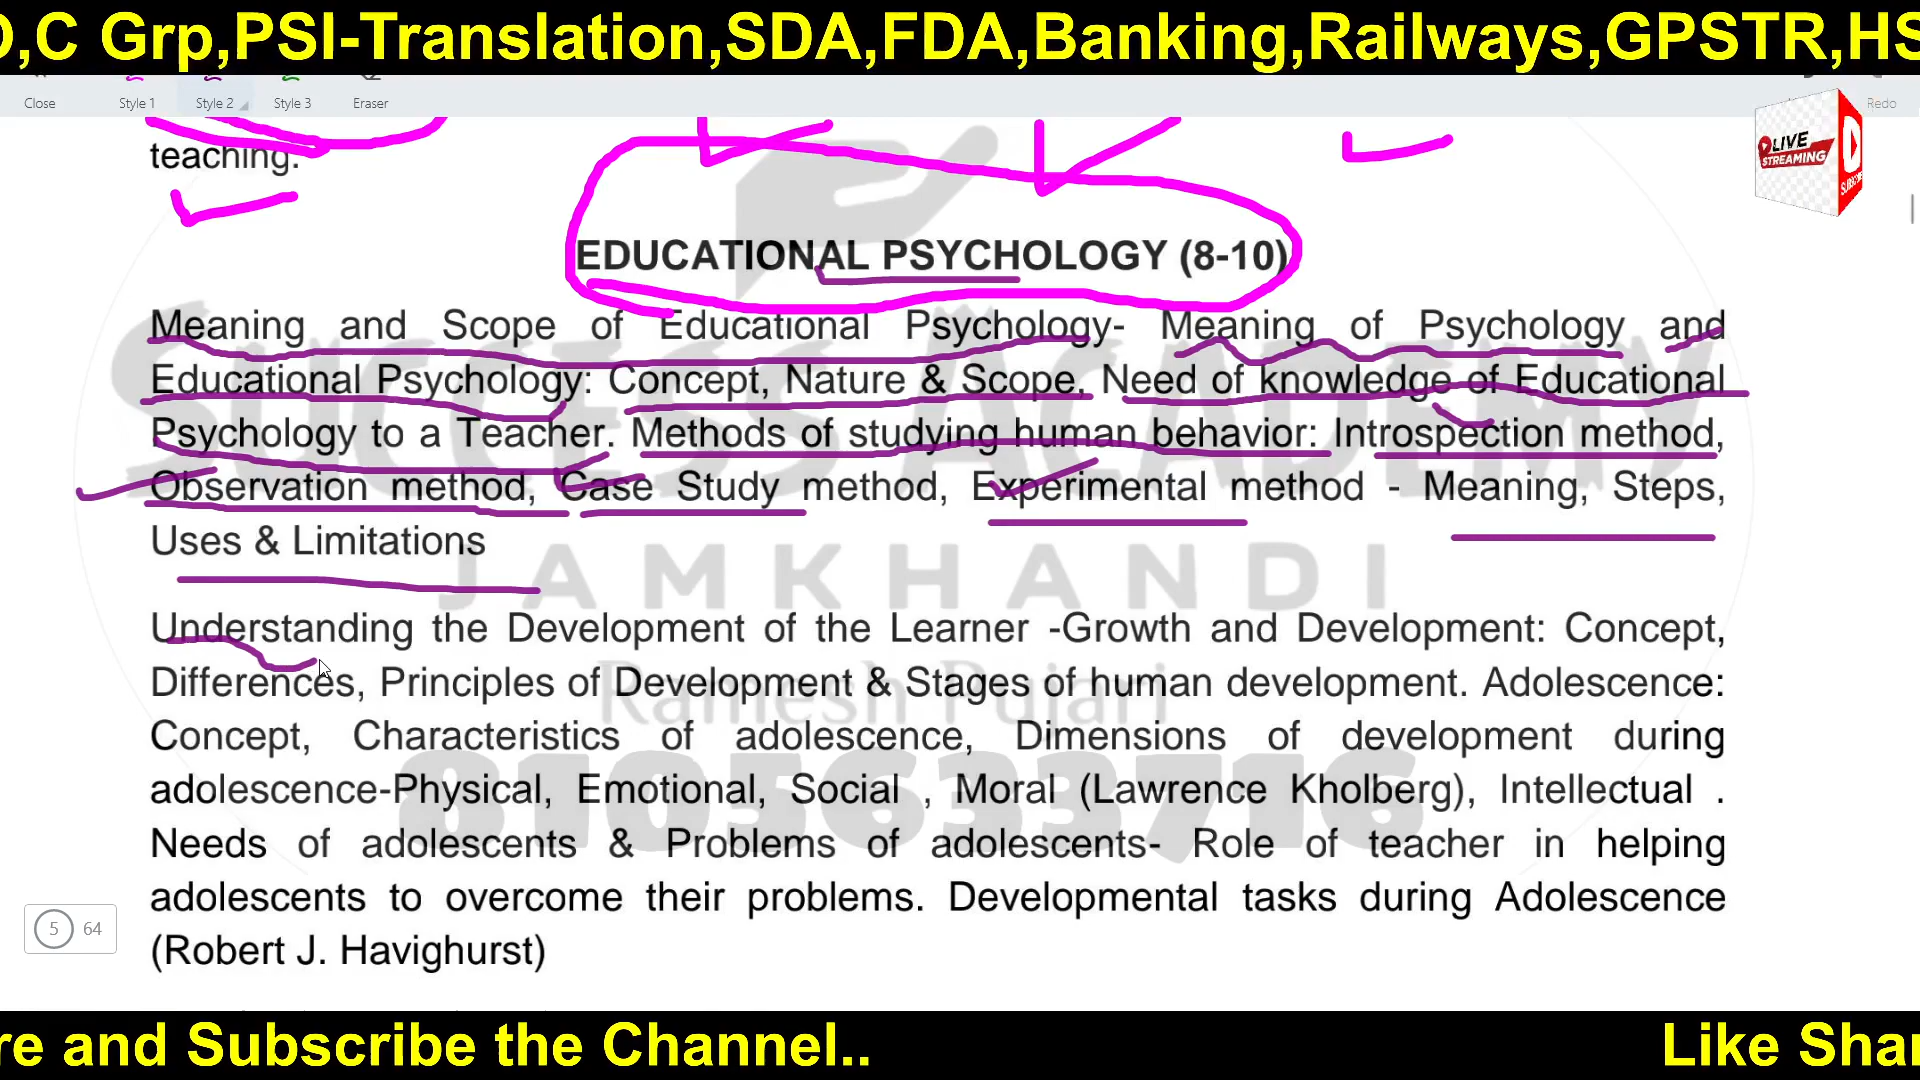 D,C Grp,PSI-Translation,SDA,FDA,Banking,Railways,GPSTR,HS
Close
Style 1
Style 2
Style 3
Eraser
Redo
LIVE
STREAMING
SUBSCRIBE
teaching.
EDUCATIONAL PSYCHOLOGY (8-10)
Meaning and Scope of Educational Psychology- Meaning of Psychology and
Educational Psychology: Concept, Nature & Scope, Need of knowledge of Educational
Psychology to a Teacher. Methods of studying human behavior: Introspection method,
Observation method, Case Study method, Experimental method - Meaning, Steps,
Uses & Limitations
SUCCESS ACADEMY
JAMKHANDI
Understanding the Development of the Learner -Growth and Development: Concept,
Differences, Principles of Development & Stages of human development. Adolescence:
Ramesh Pujari
Concept, Characteristics of adolescence, Dimensions of development during
adolescence-Physical, Emotional, Social , Moral (Lawrence Kholberg), Intellectual .
8105633716
Needs of adolescents & Problems of adolescents- Role of teacher in helping
adolescents to overcome their problems. Developmental tasks during Adolescence
(Robert J. Havighurst)
5 64
re and Subscribe the Channel.. Like Shar